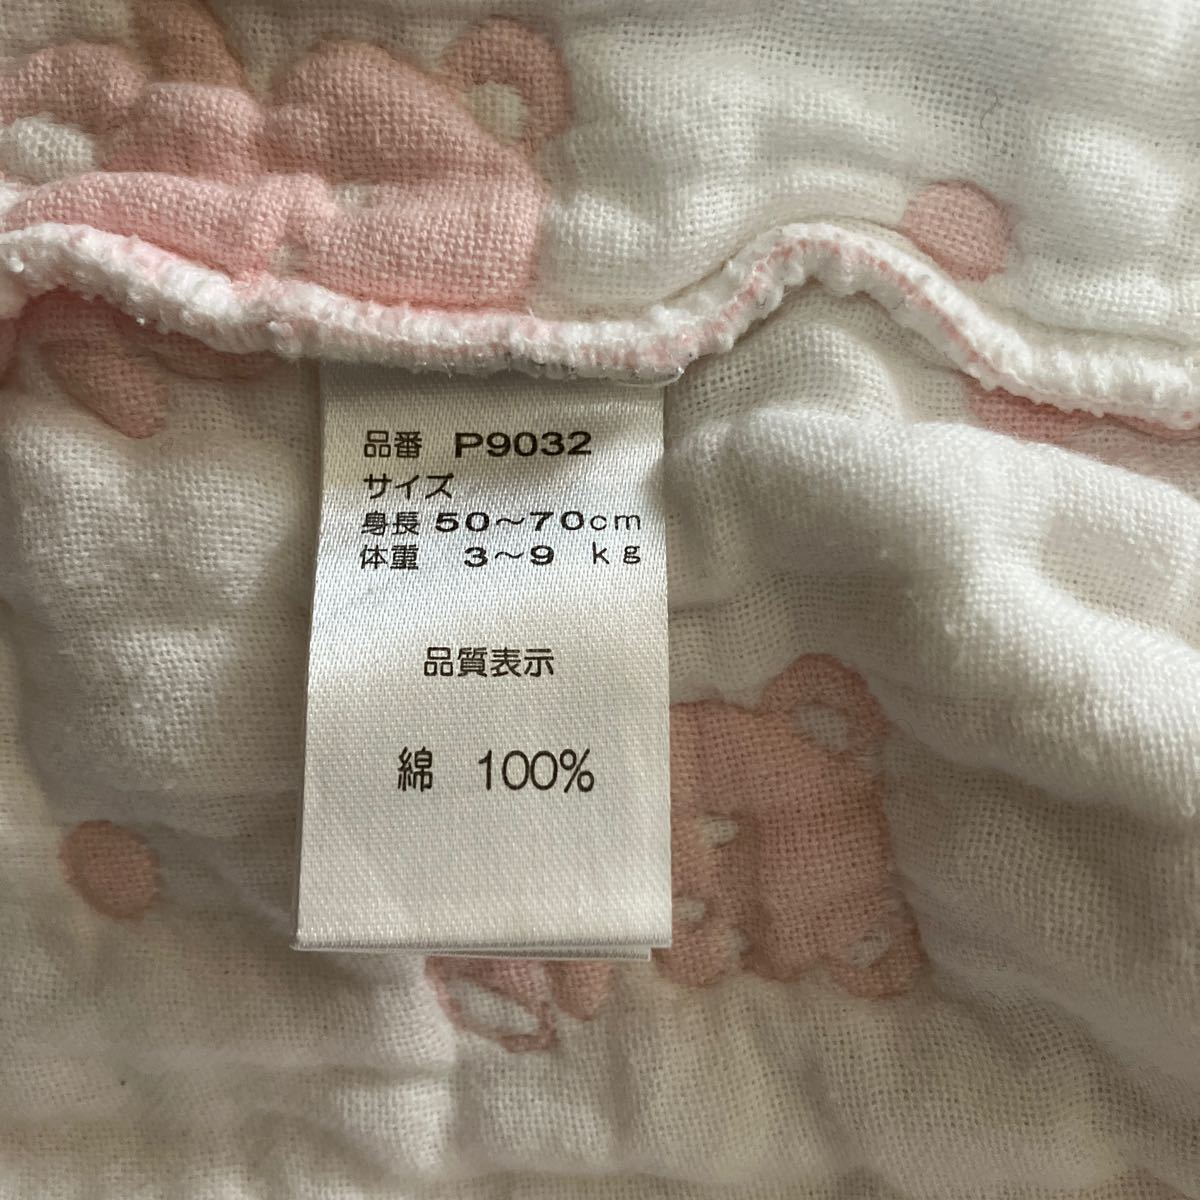 品番 P9032
サイズ
身長 50～70cm
体重 3～9 kg
品質表示
綿 100%